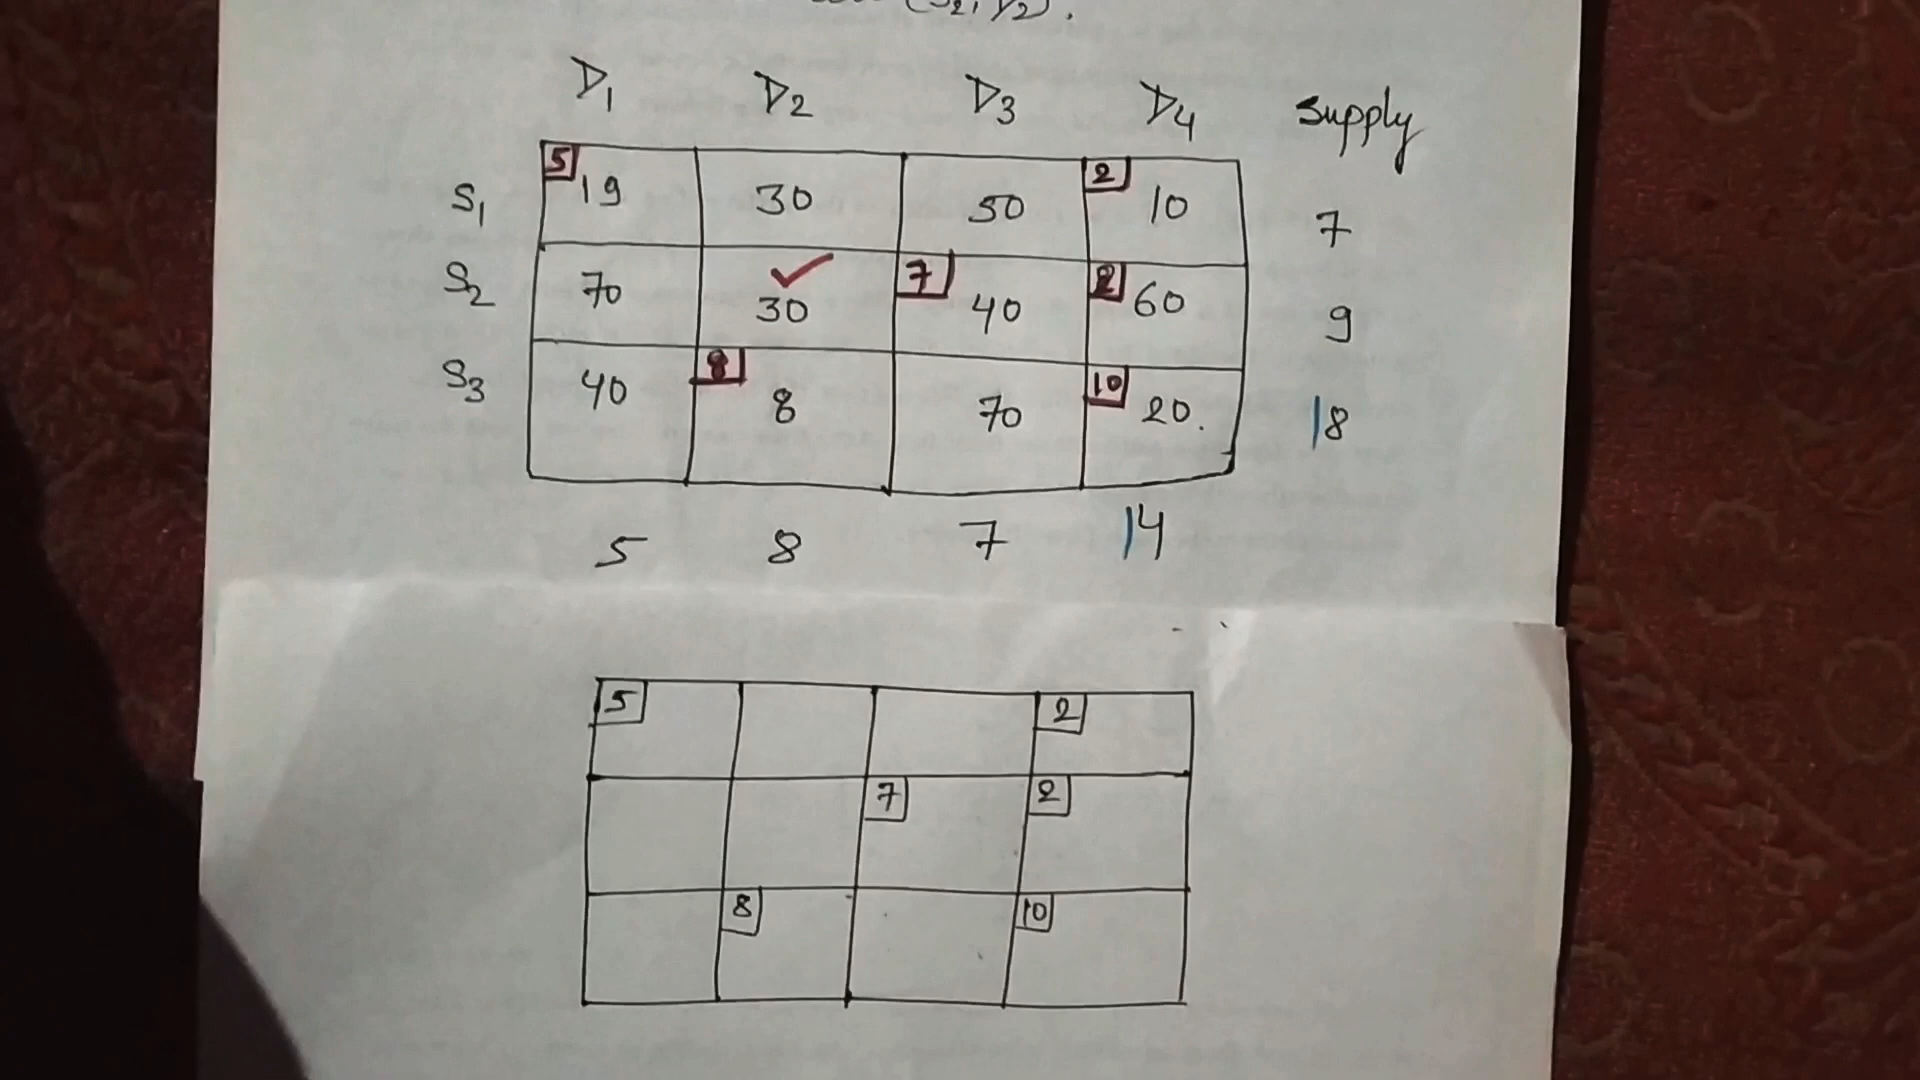 (S2, D2).
D1 D2 D3 D4 Supply
S1 5 19 30 50 2 10 7
S2 70 ✓ 30 7 40 2 60 9
S3 40 8 8 70 10 20. 18
5 8 7 14
5 2
7 2
8 10